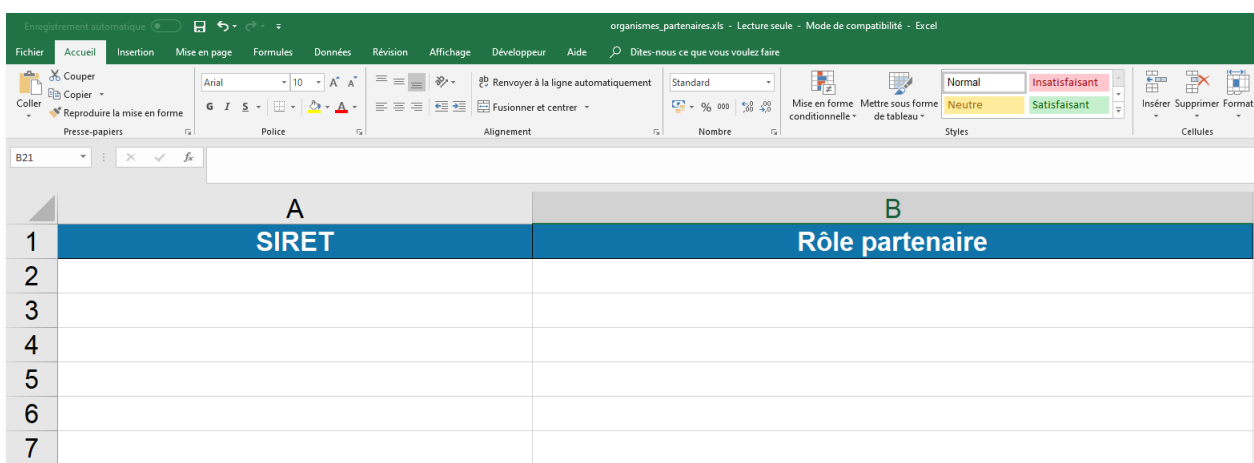 Enregistrement automatique
organismes_partenaires.xls - Lecture seule - Mode de compatibilité - Excel
Fichier Accueil Insertion Mise en page Formules Données Révision Affichage Développeur Aide Dites-nous ce que vous voulez faire
Coller
Couper
Copier
Reproduire la mise en forme
Presse-papiers
Arial 10 A A
G I S A
Police
ab Renvoyer à la ligne automatiquement
Fusionner et centrer
Alignement
Standard
% 000 ,00 ,00
Nombre
Mise en forme conditionnelle
Mettre sous forme de tableau
Normal Insatisfaisant
Neutre Satisfaisant
Styles
Insérer Supprimer Format
Cellules
B21 fx
A B
1 SIRET Rôle partenaire
2
3
4
5
6
7